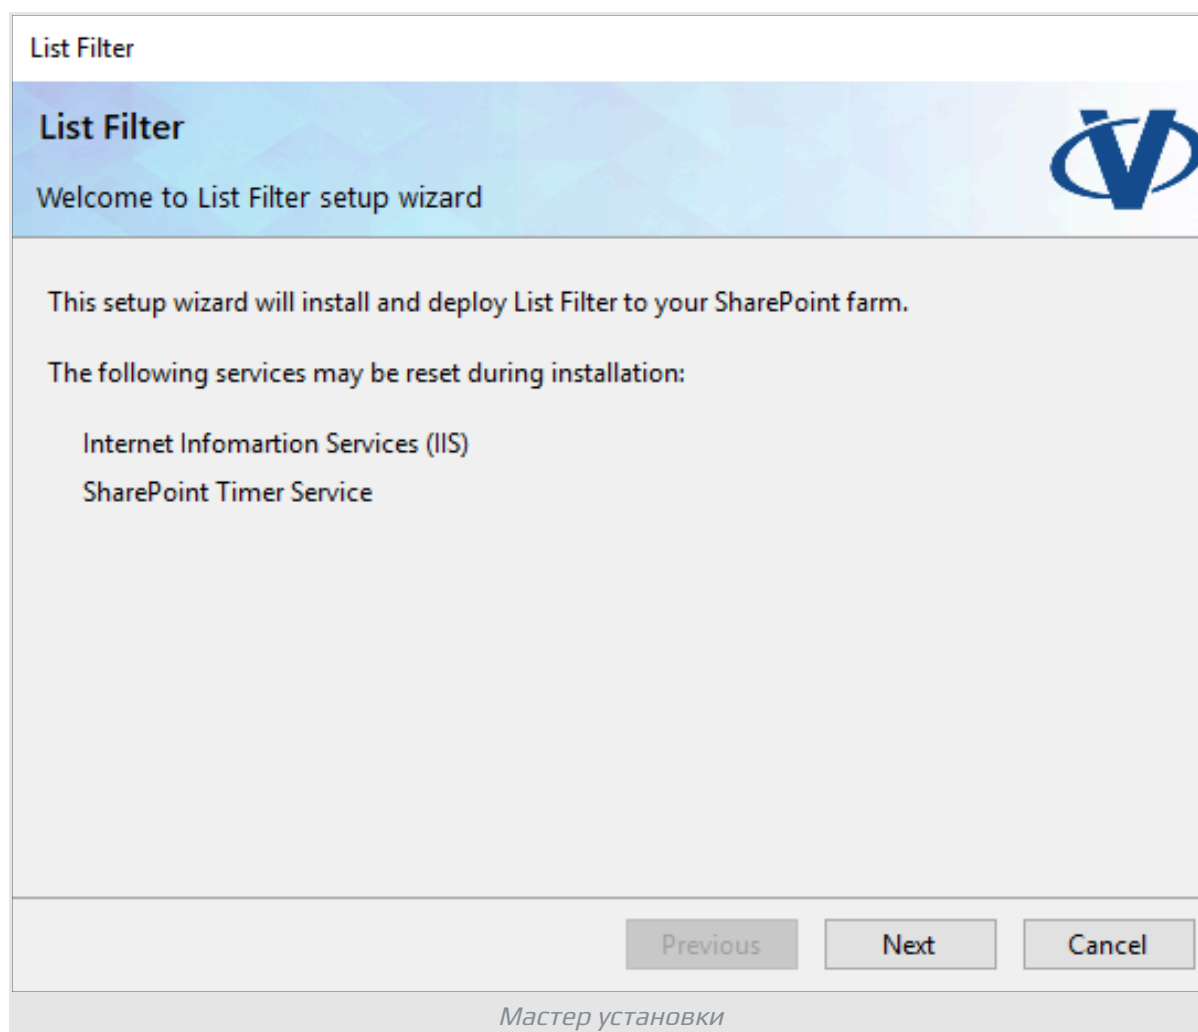 List Filter
List Filter
Welcome to List Filter setup wizard
This setup wizard will install and deploy List Filter to your SharePoint farm.
The following services may be reset during installation:
Internet Infomartion Services (IIS)
SharePoint Timer Service
Previous Next Cancel
Мастер установки